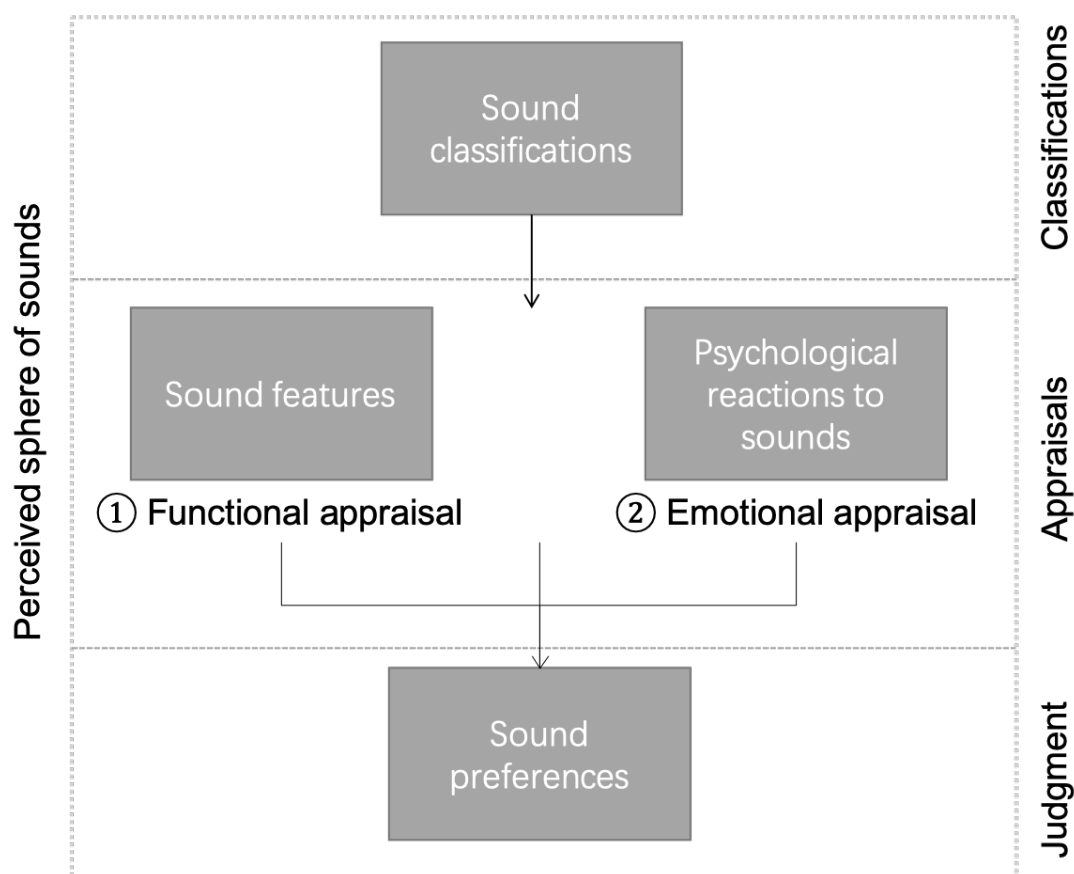 Perceived sphere of sounds
Classifications
Sound
classifications
Appraisals
Sound features
Psychological
reactions to
sounds
① Functional appraisal
② Emotional appraisal
Judgment
Sound
preferences